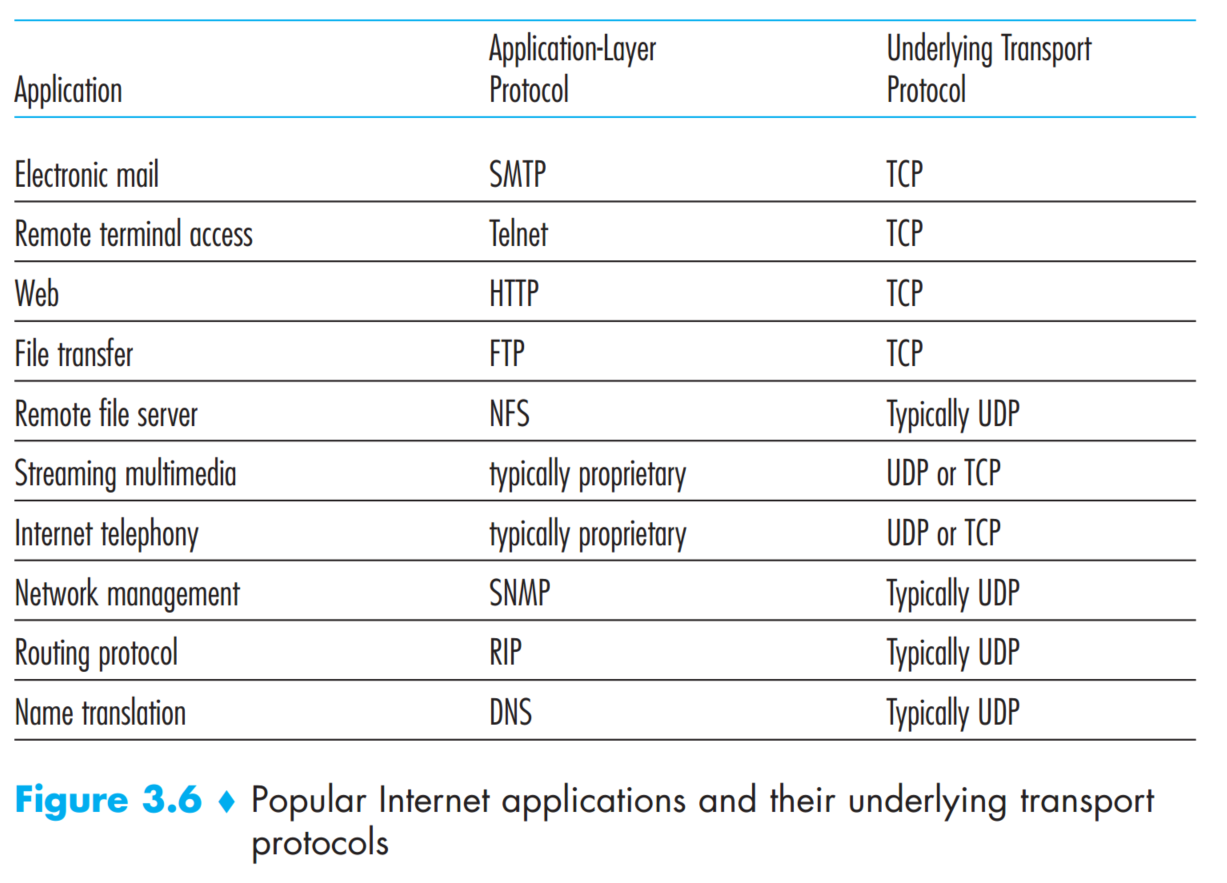 Application Application-Layer Protocol Underlying Transport Protocol
Electronic mail SMTP TCP
Remote terminal access Telnet TCP
Web HTTP TCP
File transfer FTP TCP
Remote file server NFS Typically UDP
Streaming multimedia typically proprietary UDP or TCP
Internet telephony typically proprietary UDP or TCP
Network management SNMP Typically UDP
Routing protocol RIP Typically UDP
Name translation DNS Typically UDP
Figure 3.6 ♦ Popular Internet applications and their underlying transport
protocols